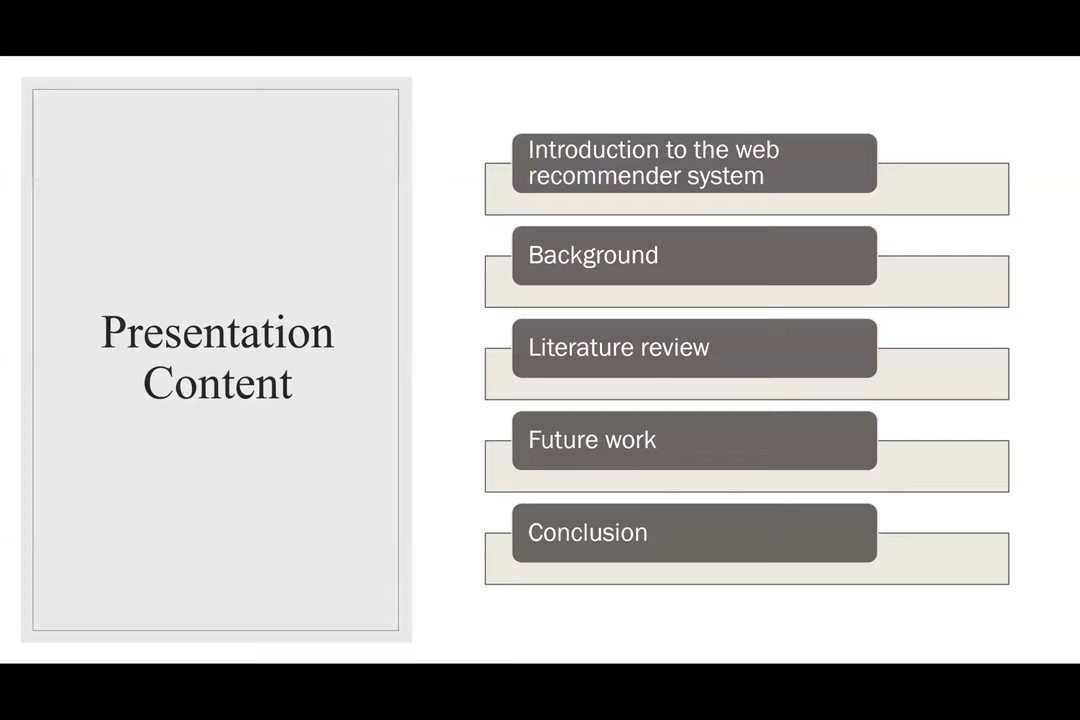 Presentation
Content
Introduction to the web
recommender system
Background
Literature review
Future work
Conclusion